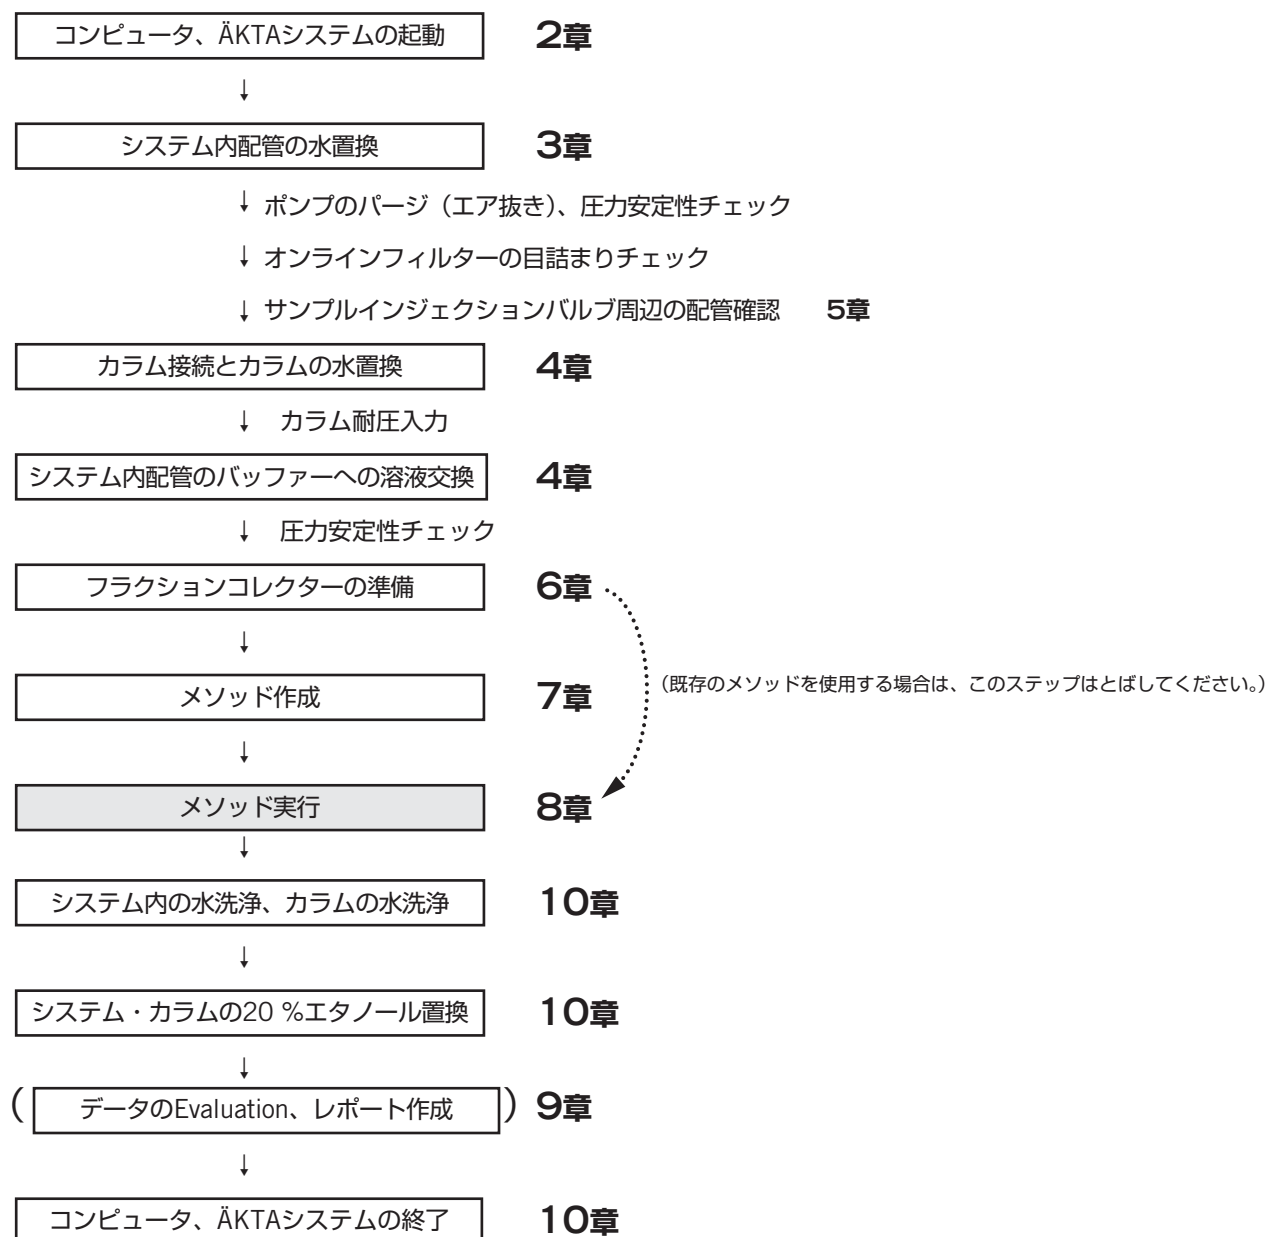 コンピュータ、ÄKTAシステムの起動 2章
↓
システム内配管の水置換 3章
↓ ポンプのパージ（エア抜き）、圧力安定性チェック
↓ オンラインフィルターの目詰まりチェック
↓ サンプルインジェクションバルブ周辺の配管確認 5章
カラム接続とカラムの水置換 4章
↓ カラム耐圧入力
システム内配管のバッファーへの溶液交換 4章
↓ 圧力安定性チェック
フラクションコレクターの準備 6章
↓
メソッド作成 7章 （既存のメソッドを使用する場合は、このステップはとばしてください。）
↓
メソッド実行 8章
↓
システム内の水洗浄、カラムの水洗浄 10章
↓
システム・カラムの20 %エタノール置換 10章
↓
（データのEvaluation、レポート作成） 9章
↓
コンピュータ、ÄKTAシステムの終了 10章